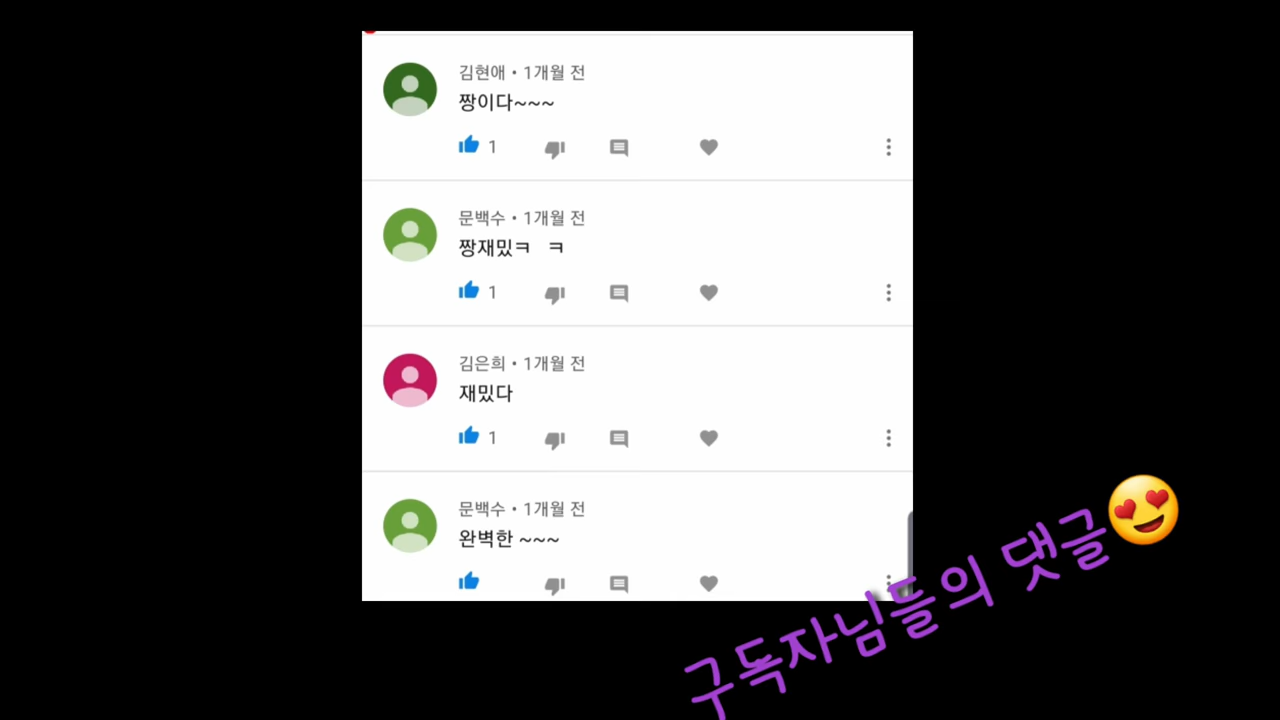 김현애 • 1개월 전
짱이다~~~
1
문백수 • 1개월 전
짱재밌ㅋ ㅋ
1
김은희 • 1개월 전
재밌다
1
문백수 • 1개월 전
완벽한 ~~~
구독자님들의 댓글😍